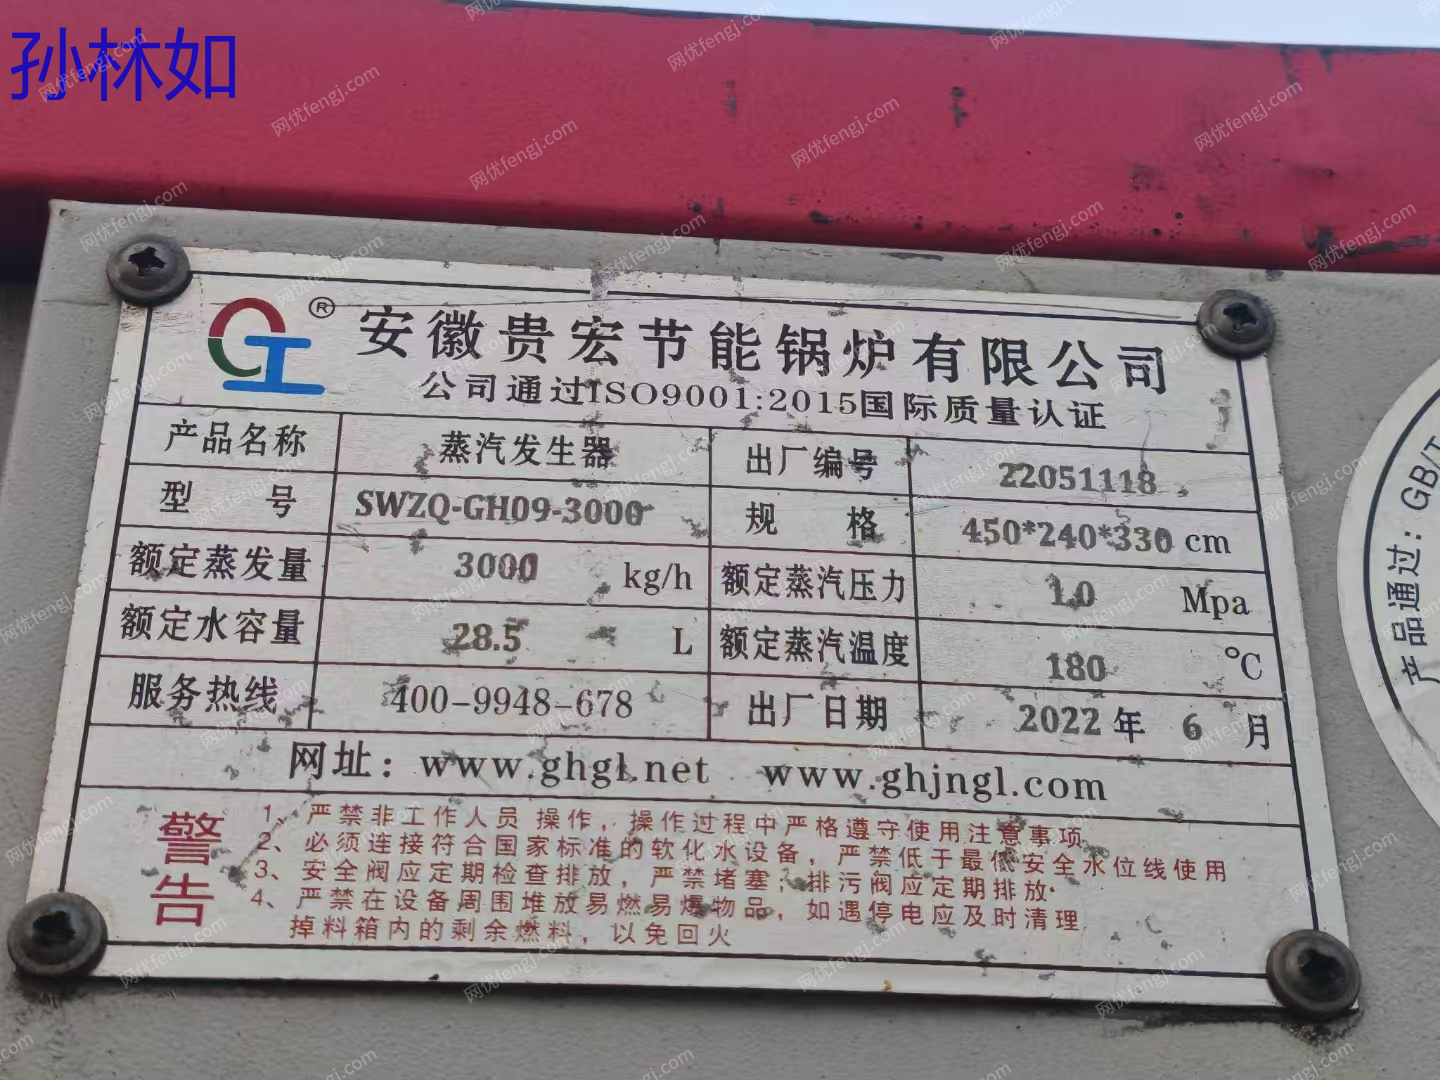 孙林如
® 安徽贵宏节能锅炉有限公司
公司通过ISO9001:2015国际质量认证
产品名称 蒸汽发生器 出厂编号 22051118
型号 SWZQ-GH09-3000 规格 450*240*330 cm
额定蒸发量 3000 kg/h 额定蒸汽压力 1.0 Mpa
额定水容量 28.5 L 额定蒸汽温度 180 ℃
服务热线 400-9948-678 出厂日期 2022 年 6 月
网址：www.ghgl.net www.ghjngl.com
警告
1、严禁非工作人员 操作，操作过程中严格遵守使用注意事项
2、必须连接符合国家标准的软化水设备，严禁低于最低安全水位线使用
3、安全阀应定期检查排放，严禁堵塞；排污阀应定期排放
4、严禁在设备周围堆放易燃易爆物品，如遇停电应及时清理
掉料箱内的剩余燃料，以免回火
产品通过：GB/T
网优fengj.com